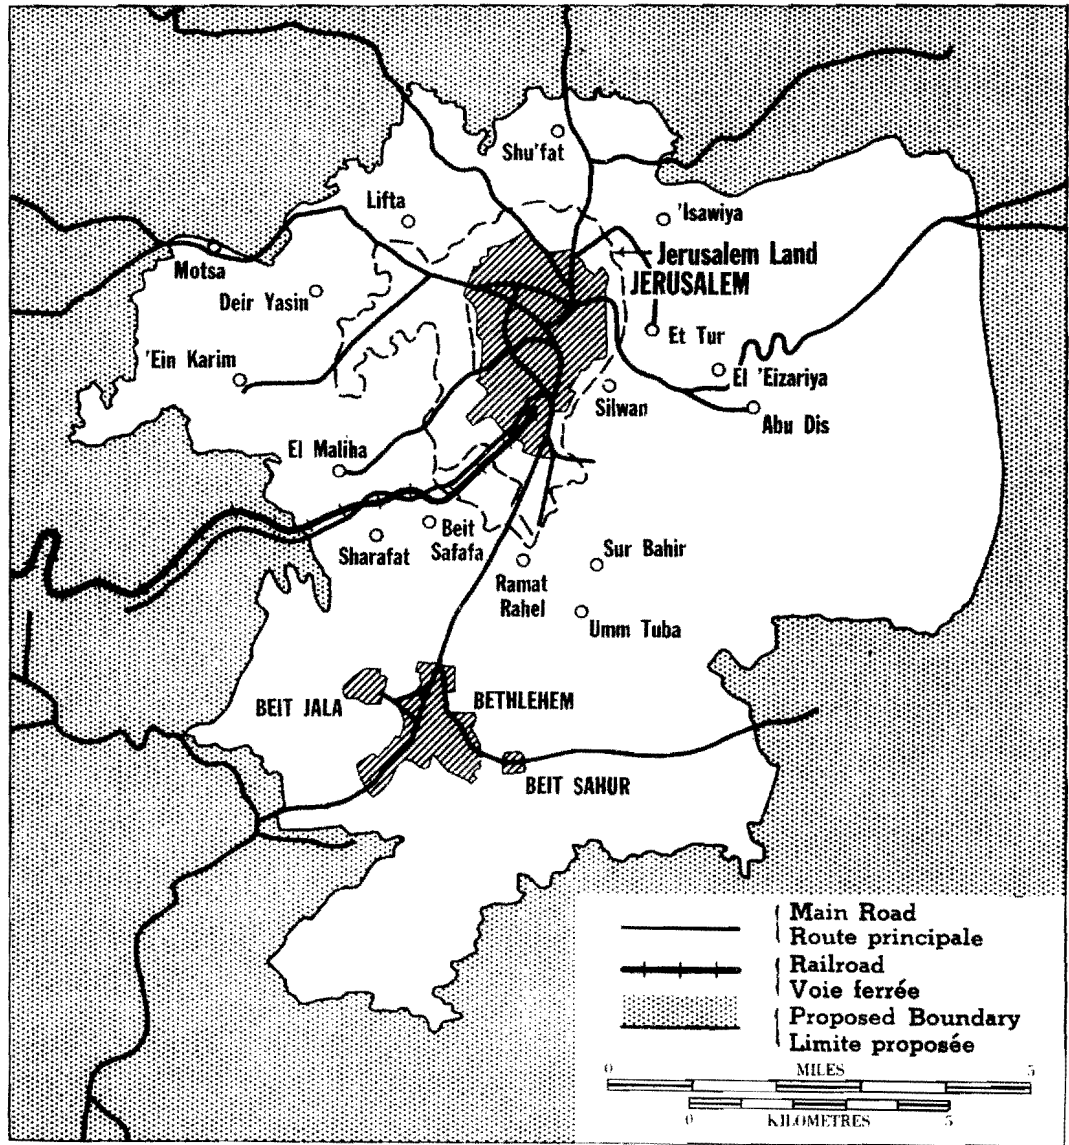 Shu'fat
Lifta
'Isawiya
Jerusalem Land
JERUSALEM
Motsa
Deir Yasin
Et Tur
'Ein Karim
El 'Eizariya
Silwan
Abu Dis
El Maliha
Beit
Safafa
Sharafat
Sur Bahir
Ramat
Rahel
Umm Tuba
BEIT JALA
BETHLEHEM
BEIT SAHUR
Main Road
Route principale
Railroad
Voie ferrée
Proposed Boundary
Limite proposée
0 MILES 5
0 KILOMETRES 5